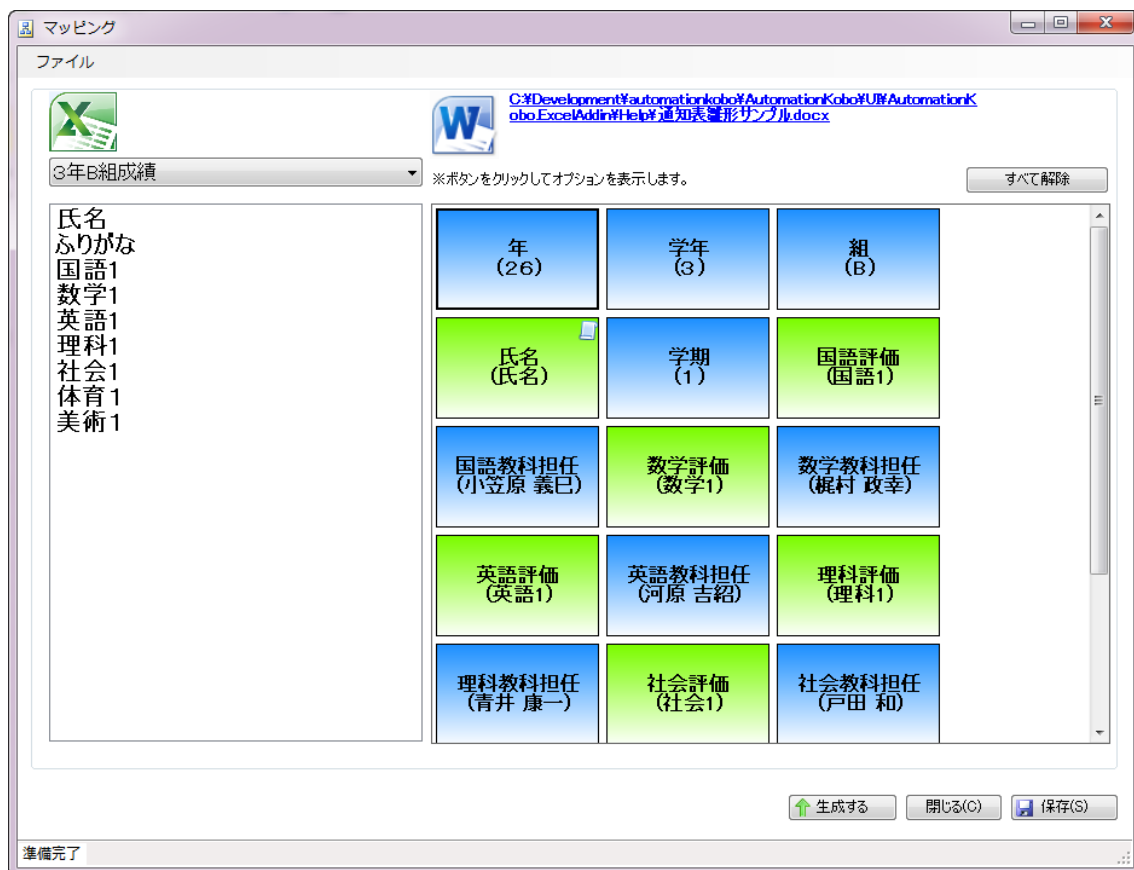 マッピング
ファイル
C:¥Development¥automationkobo¥AutomationKobo¥UI¥AutomationK
obo.ExcelAddin¥Help¥通知表雛形サンプル.docx
3年B組成績
※ボタンをクリックしてオプションを表示します。
すべて解除
氏名
ふりがな
国語1
数学1
英語1
理科1
社会1
体育1
美術1
年
(26)
学年
(3)
組
(B)
氏名
(氏名)
学期
(1)
国語評価
(国語1)
国語教科担任
(小笠原 義巳)
数学評価
(数学1)
数学教科担任
(梶村 政幸)
英語評価
(英語1)
英語教科担任
(河原 吉紹)
理科評価
(理科1)
理科教科担任
(青井 康一)
社会評価
(社会1)
社会教科担任
(戸田 和)
生成する
閉じる(C)
保存(S)
準備完了